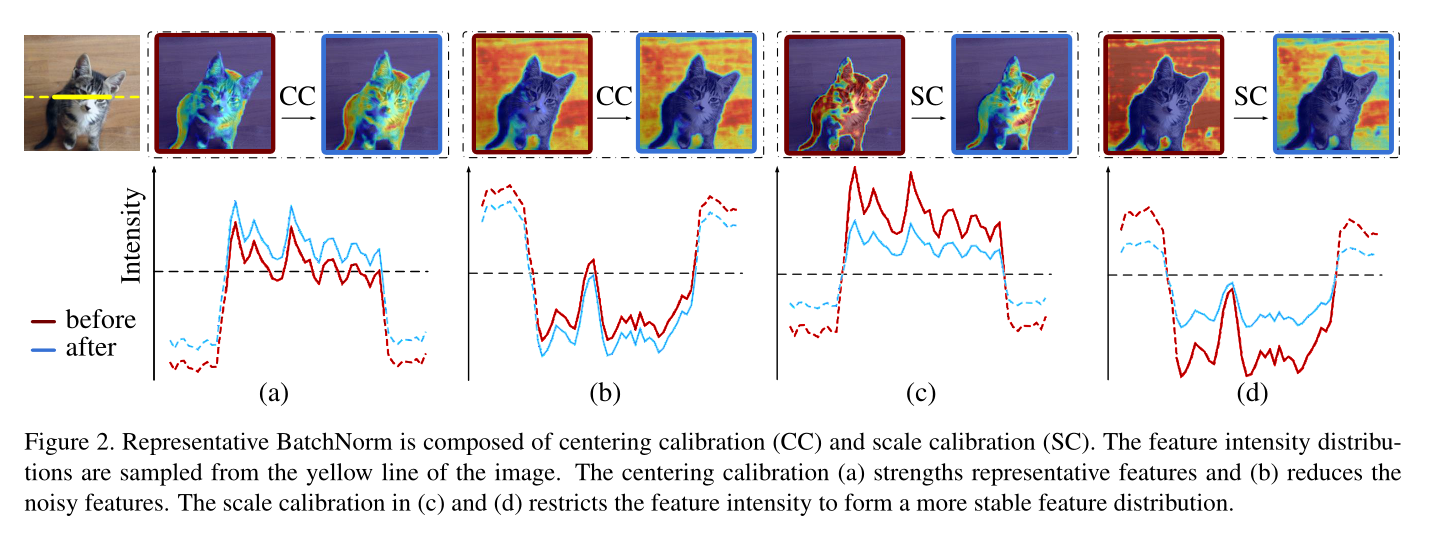 CC
CC
SC
SC
Intensity
before
after
(a)
(b)
(c)
(d)
Figure 2. Representative BatchNorm is composed of centering calibration (CC) and scale calibration (SC). The feature intensity distribu-
tions are sampled from the yellow line of the image. The centering calibration (a) strengths representative features and (b) reduces the
noisy features. The scale calibration in (c) and (d) restricts the feature intensity to form a more stable feature distribution.